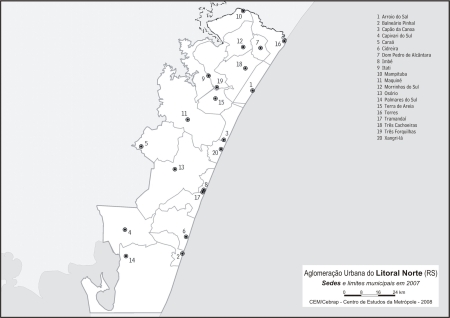 1 Arroio do Sal
2 Balneário Pinhal
3 Capão da Canoa
4 Capivari do Sul
5 Caraá
6 Cidreira
7 Dom Pedro de Alcântara
8 Imbé
9 Itati
10 Mampituba
11 Maquiné
12 Morrinhos do Sul
13 Osório
14 Palmares do Sul
15 Terra de Areia
16 Torres
17 Tramandaí
18 Três Cachoeiras
19 Três Forquilhas
20 Xangri-lá
10
12
7
16
18
9
19
1
15
11
3
20
5
13
8
17
4
6
14
2
Aglomeração Urbana do Litoral Norte (RS)
Sedes e limites municipais em 2007
0 8 16 24 km
CEM/Cebrap - Centro de Estudos da Metrópole - 2008